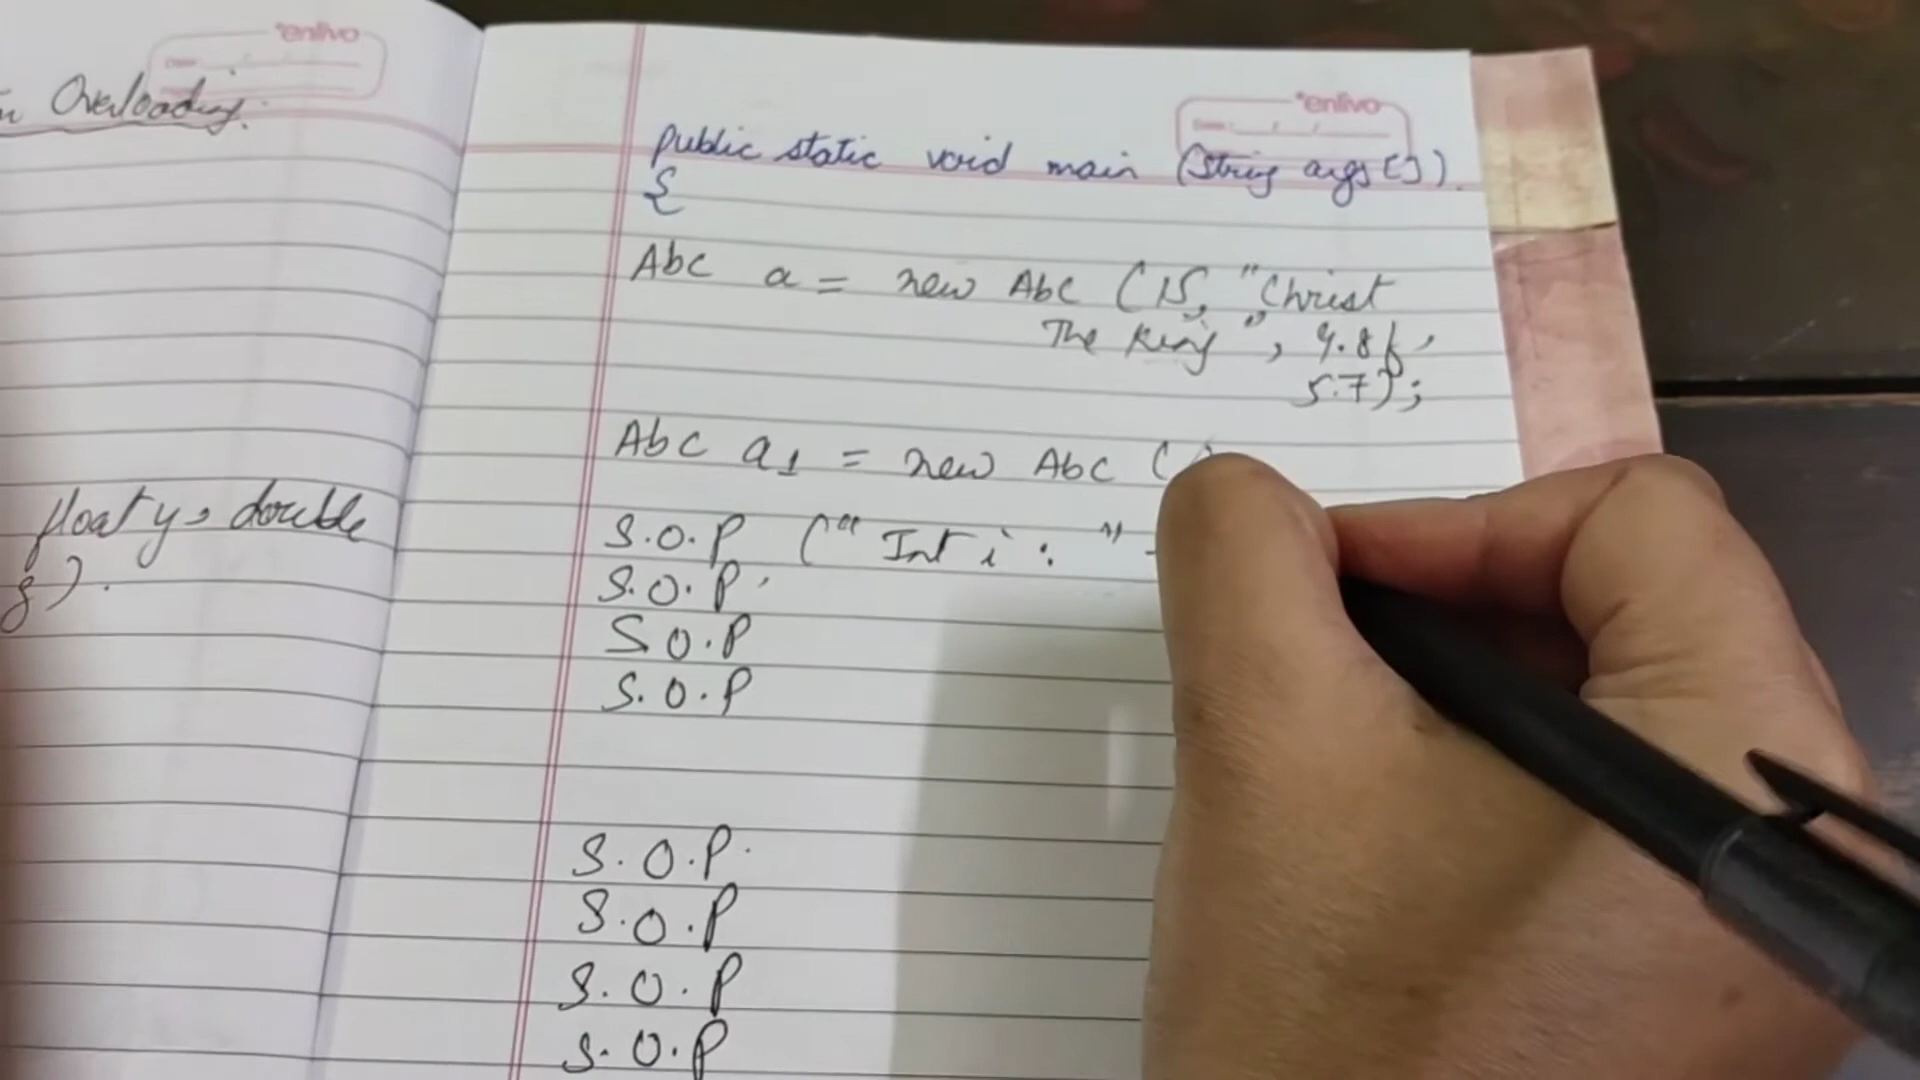 enlivo
Overloading.
float y, double
g).
enlivo
Date: / /
public static void main (String args [])
{
Abc a = new Abc (15, "Christ
The King", 4.8f,
5.7);
Abc a1 = new Abc (
S.O.P (" Int i : "
S.O.P.
S O.P
S.O.P
S.O.P.
S.O.P
S.O.P
S.O.P